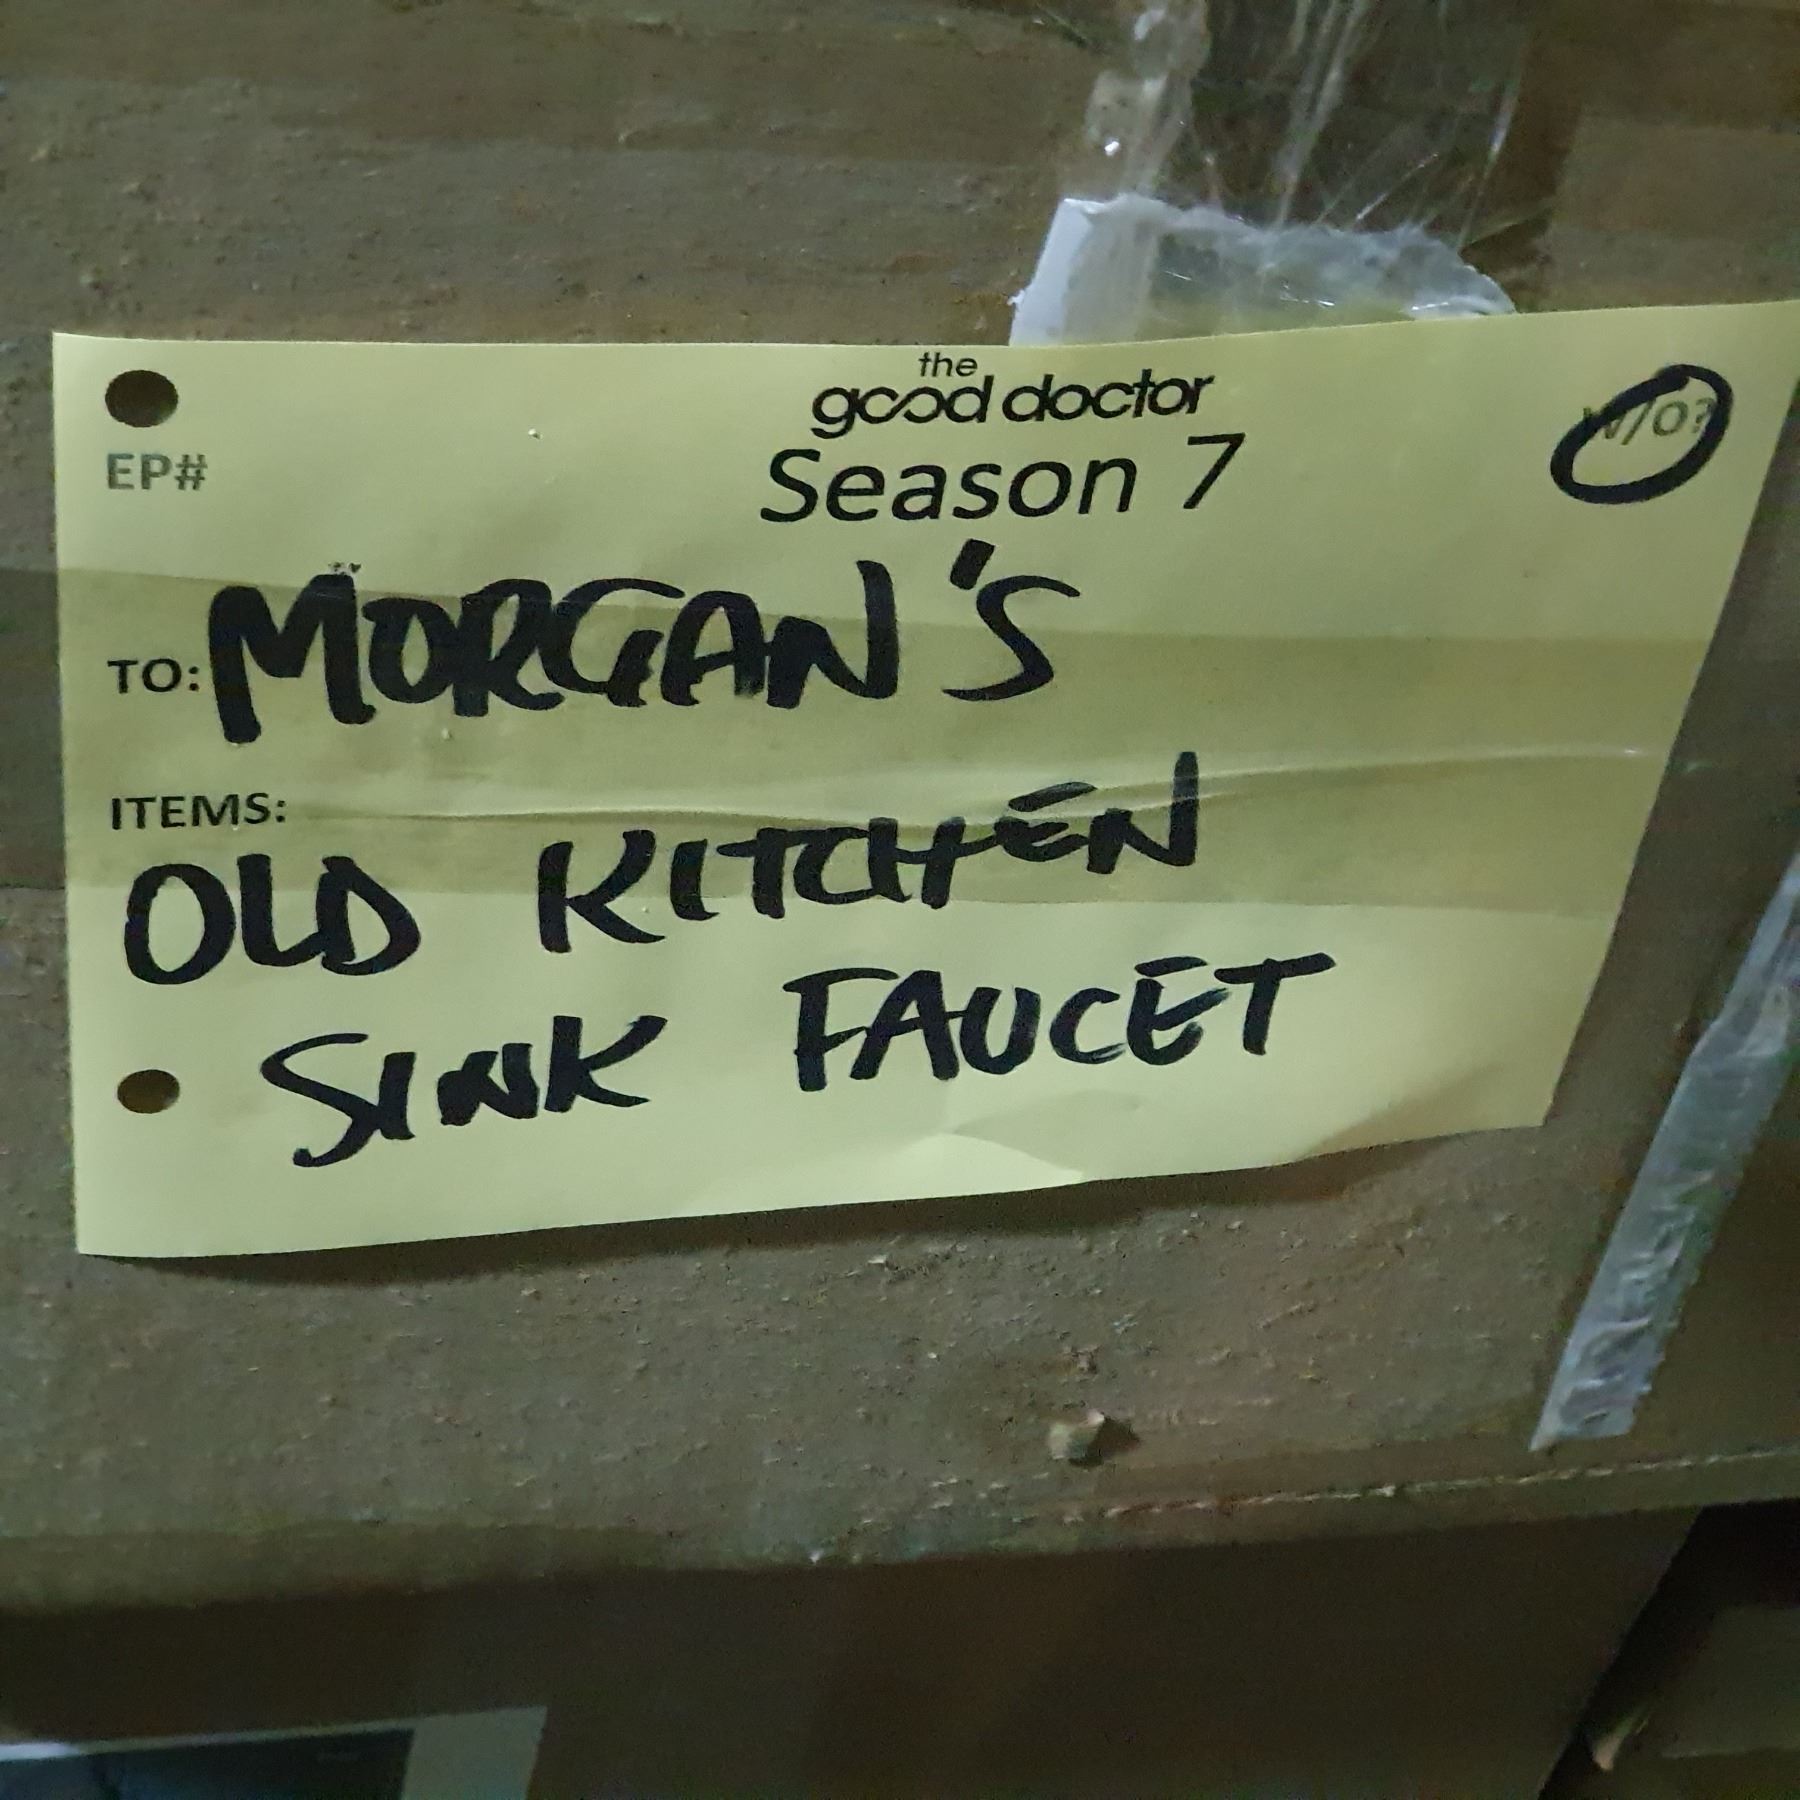 the
good doctor
Season 7
W/O?
EP#
TO: MORGAN'S
ITEMS:
OLD KITCHEN
SINK FAUCET